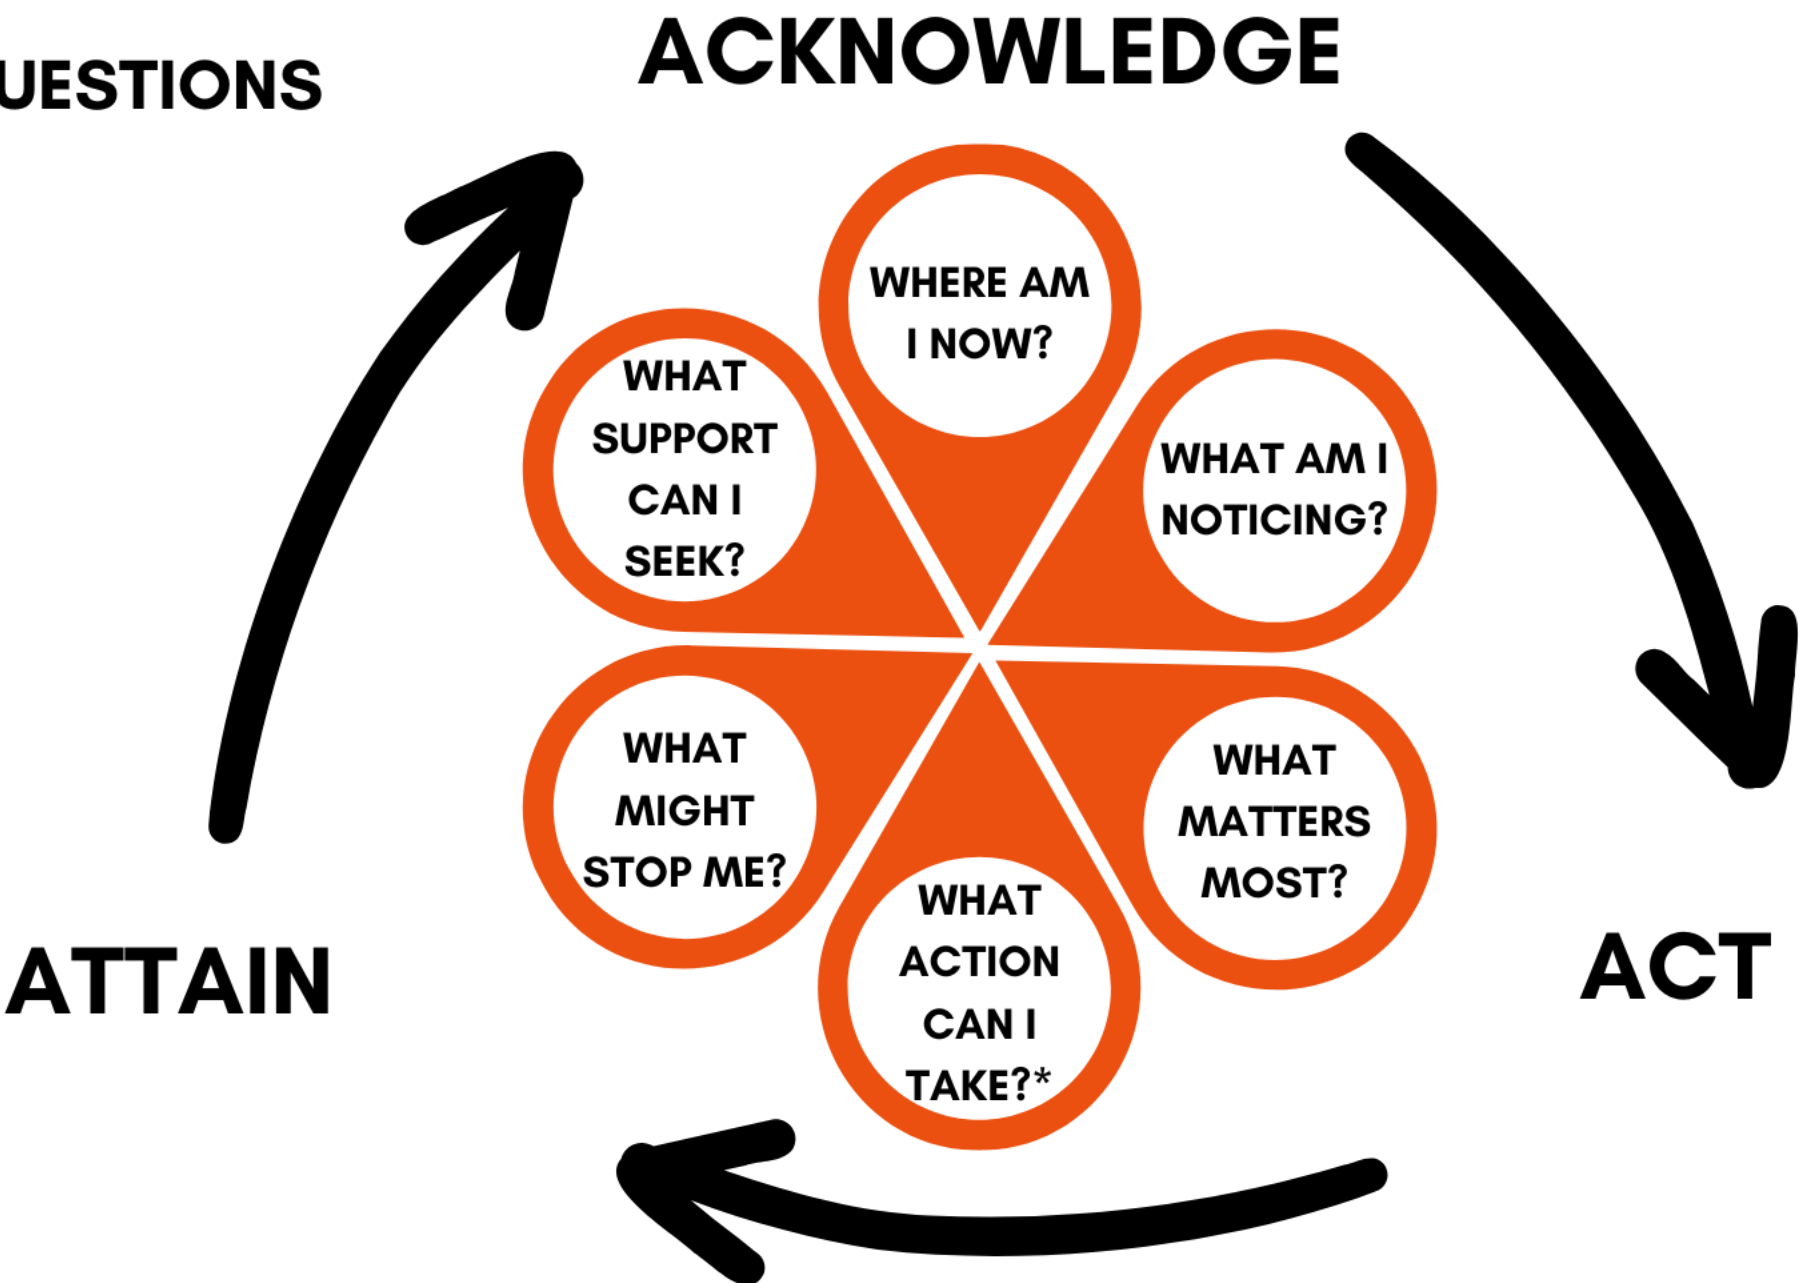 UESTIONS
ACKNOWLEDGE
WHERE AM
I NOW?
WHAT AM I
NOTICING?
WHAT
MATTERS
MOST?
WHAT
ACTION
CAN I
TAKE?*
WHAT
MIGHT
STOP ME?
WHAT
SUPPORT
CAN I
SEEK?
ACT
ATTAIN